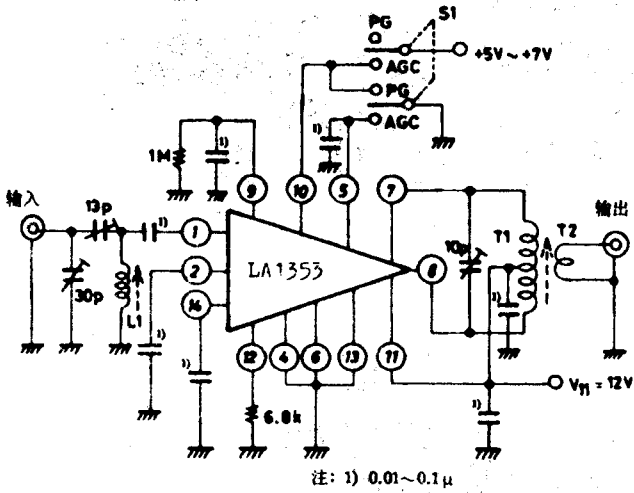 PG
S1
AGC
+5V～+7V
PG
AGC
1)
1M
1)
9
10
5
7
输入
13p
1)
1
30p
L1
2
LA1353
14
8
10p
T1
T2
输出
1)
1)
1)
12
4
6
13
11
6.8k
V11 = 12V
1)
注: 1) 0.01～0.1μ